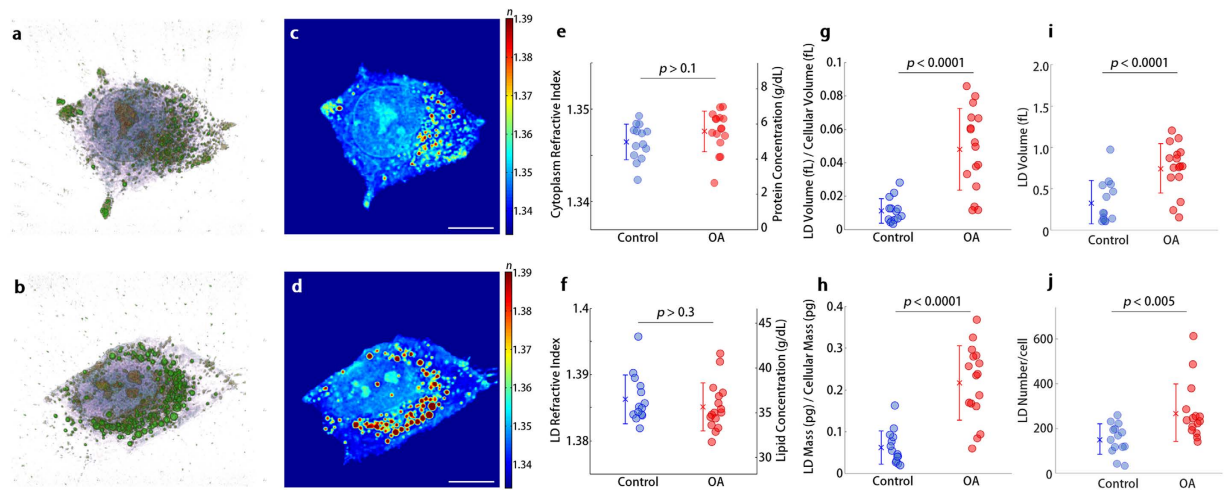 a
c
n
1.39
1.38
1.37
1.36
1.35
1.34
e
p > 0.1
1.35
1.34
Cytoplasm Refractive Index
8
6
4
2
0
Protein Concentration (g/dL)
Control OA
g
p < 0.0001
0.1
0.08
0.06
0.04
0.02
0
LD Volume (fL) / Cellular Volume (fL)
Control OA
i
p < 0.0001
2.0
1.5
1.0
0.5
0
LD Volume (fL)
Control OA
b
d
n
1.39
1.38
1.37
1.36
1.35
1.34
f
p > 0.3
1.4
1.39
1.38
LD Refractive Index
45
40
35
30
Lipid Concentration (g/dL)
Control OA
h
p < 0.0001
0.4
0.3
0.2
0.1
0
LD Mass (pg) / Cellular Mass (pg)
Control OA
j
p < 0.005
600
400
200
0
LD Number/cell
Control OA